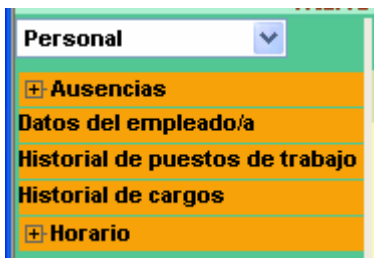 Personal
Ausencias
Datos del empleado/a
Historial de puestos de trabajo
Historial de cargos
Horario